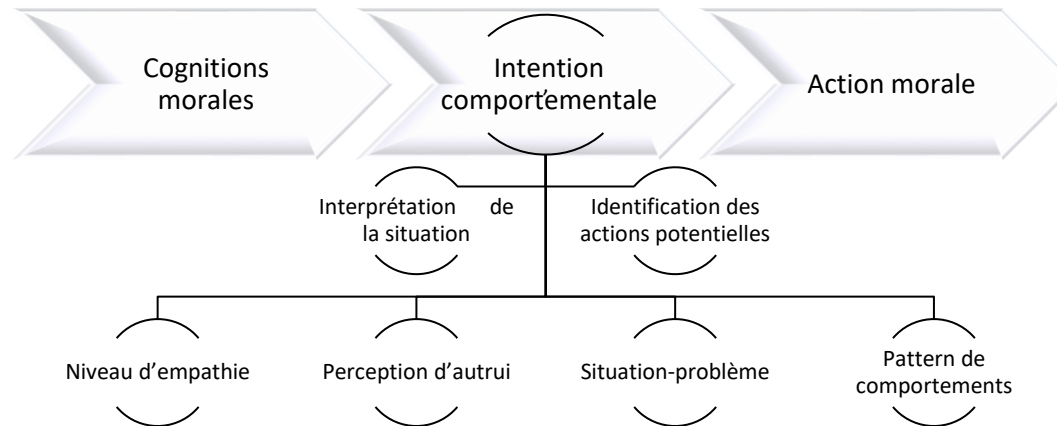 Cognitions
morales
Intention
comportementale
Action morale
Interprétation de
la situation
Identification des
actions potentielles
Niveau d’empathie
Perception d’autrui
Situation-problème
Pattern de
comportements